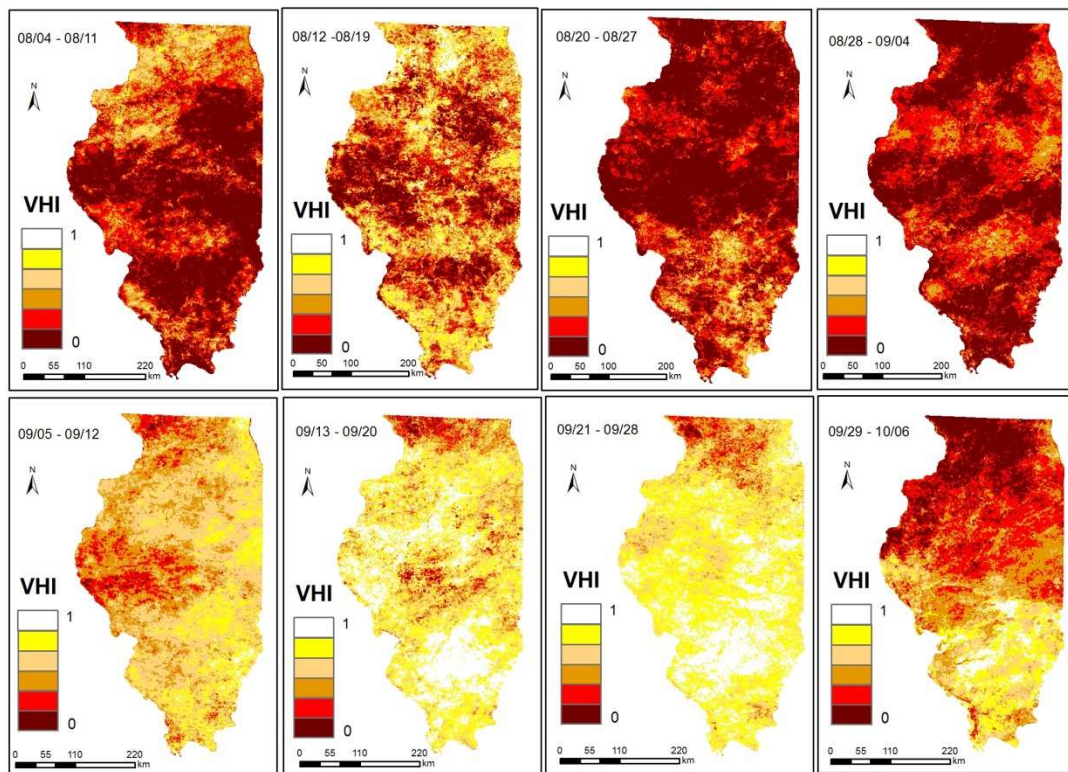 08/04 - 08/11
N
VHI
1
0
0 55 110 220
km
08/12 -08/19
N
VHI
1
0
0 50 100 200
km
08/20 - 08/27
N
VHI
1
0
0 50 100 200
km
08/28 - 09/04
N
VHI
1
0
0 50 100 200
km
09/05 - 09/12
N
VHI
1
0
0 55 110 220
km
09/13 - 09/20
N
VHI
1
0
0 55 110 220
km
09/21 - 09/28
N
VHI
1
0
0 55 110 220
km
09/29 - 10/06
N
VHI
1
0
0 55 110 220
km